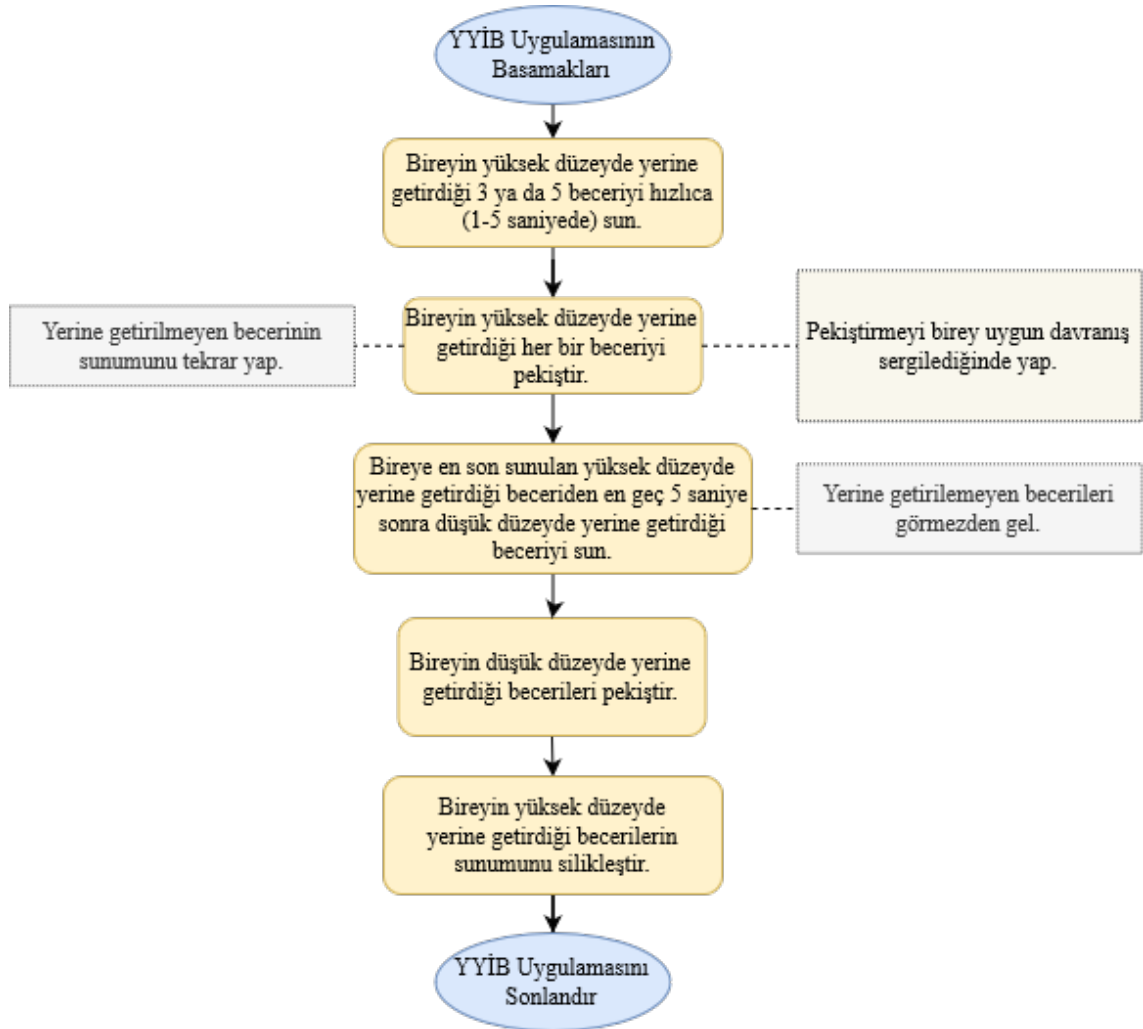 YYİB Uygulamasının
Basamakları
Bireyin yüksek düzeyde yerine
getirdiği 3 ya da 5 beceriyi hızlıca
(1-5 saniyede) sun.
Yerine getirilmeyen becerinin
sunumunu tekrar yap.
Bireyin yüksek düzeyde yerine
getirdiği her bir beceriyi
pekiştir.
Pekiştirmeyi birey uygun davranış
sergilediğinde yap.
Bireye en son sunulan yüksek düzeyde
yerine getirdiği beceriden en geç 5 saniye
sonra düşük düzeyde yerine getirdiği
beceriyi sun.
Yerine getirilemeyen becerileri
görmezden gel.
Bireyin düşük düzeyde yerine
getirdiği becerileri pekiştir.
Bireyin yüksek düzeyde
yerine getirdiği becerilerin
sunumunu silikleştir.
YYİB Uygulamasını
Sonlandır